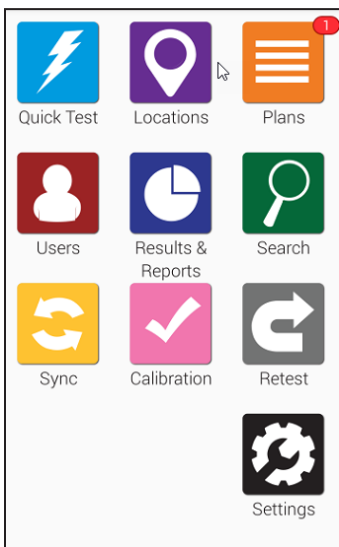 1
Quick Test
Locations
Plans
Users
Results &
Reports
Search
Sync
Calibration
Retest
Settings